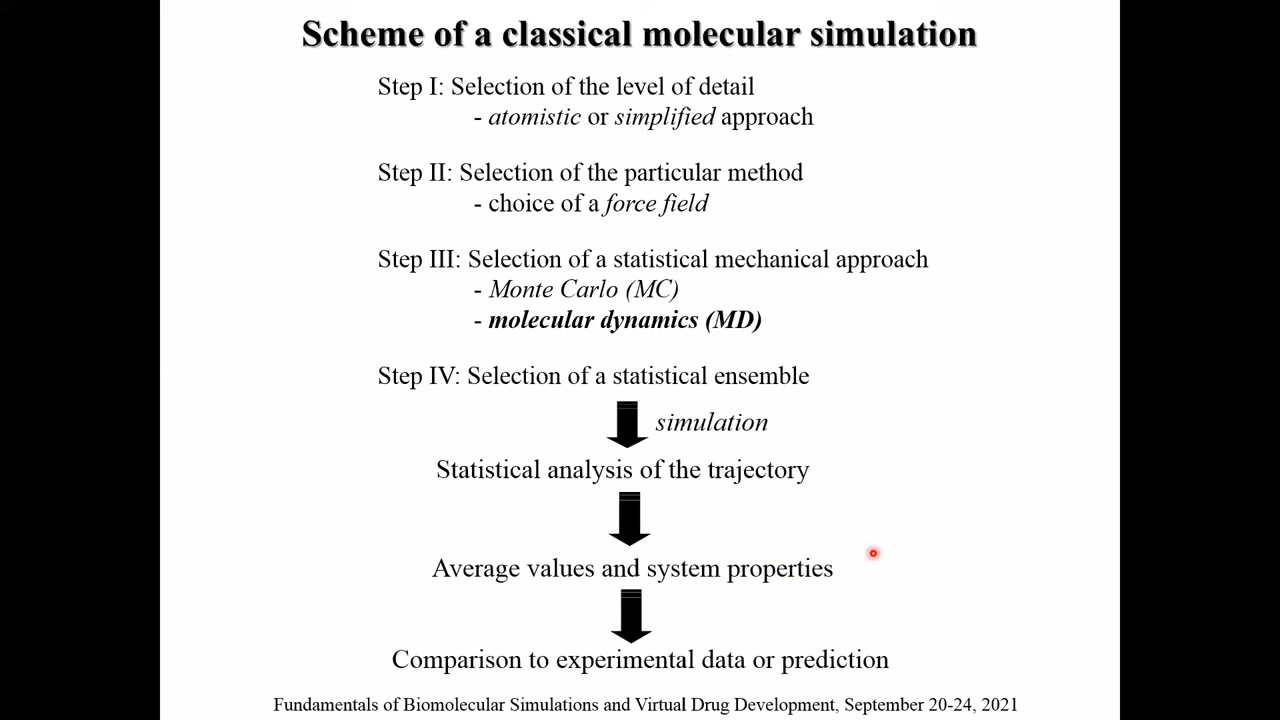 Scheme of a classical molecular simulation
Step I: Selection of the level of detail
- atomistic or simplified approach
Step II: Selection of the particular method
- choice of a force field
Step III: Selection of a statistical mechanical approach
- Monte Carlo (MC)
- molecular dynamics (MD)
Step IV: Selection of a statistical ensemble
simulation
Statistical analysis of the trajectory
Average values and system properties
Comparison to experimental data or prediction
Fundamentals of Biomolecular Simulations and Virtual Drug Development, September 20-24, 2021